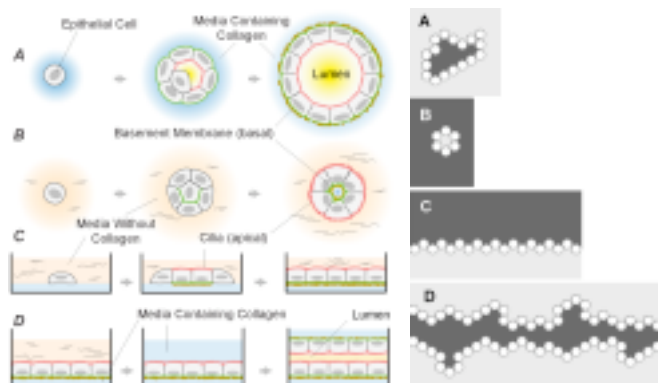 Epithelial Cell
Media Containing
Collagen
A
Lumen
Basement Membrane (basal)
B
Media Without
Collagen
Cilia (apical)
C
Media Containing Collagen
Lumen
D
A
B
C
D